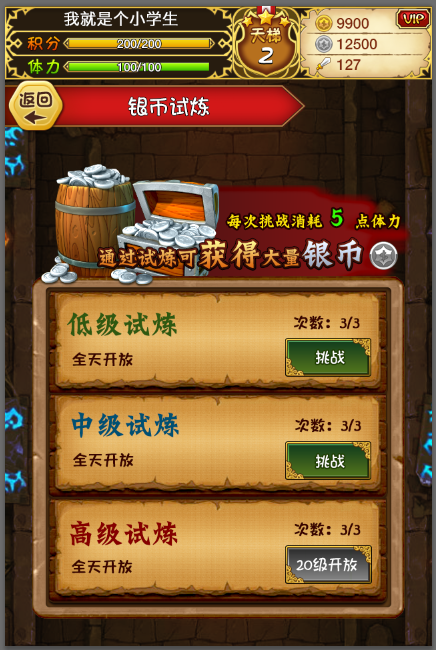 我就是个小学生
积分 200/200
体力 100/100
天梯
2
9900
12500
127
VIP
返回
银币试炼
每次挑战消耗 5 点体力
通过试炼可获得大量银币
低级试炼
次数：3/3
全天开放
挑战
中级试炼
次数：3/3
全天开放
挑战
高级试炼
次数：3/3
全天开放
20级开放